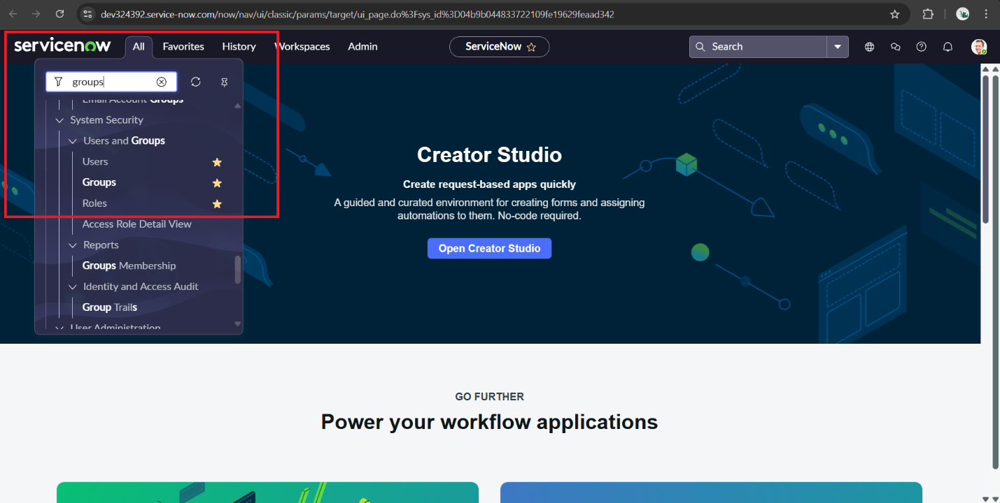 dev324392.service-now.com/now/nav/ui/classic/params/target/ui_page.do%3Fsys_id%3D04b9b044833722109fe19629feaad342
servicenow All Favorites History Workspaces Admin ServiceNow Search
groups
Email Account Groups
System Security
Users and Groups
Users
Groups
Roles
Access Role Detail View
Reports
Groups Membership
Identity and Access Audit
Group Trails
User Administration
Creator Studio
Create request-based apps quickly
A guided and curated environment for creating forms and assigning
automations to them. No-code required.
Open Creator Studio
GO FURTHER
Power your workflow applications